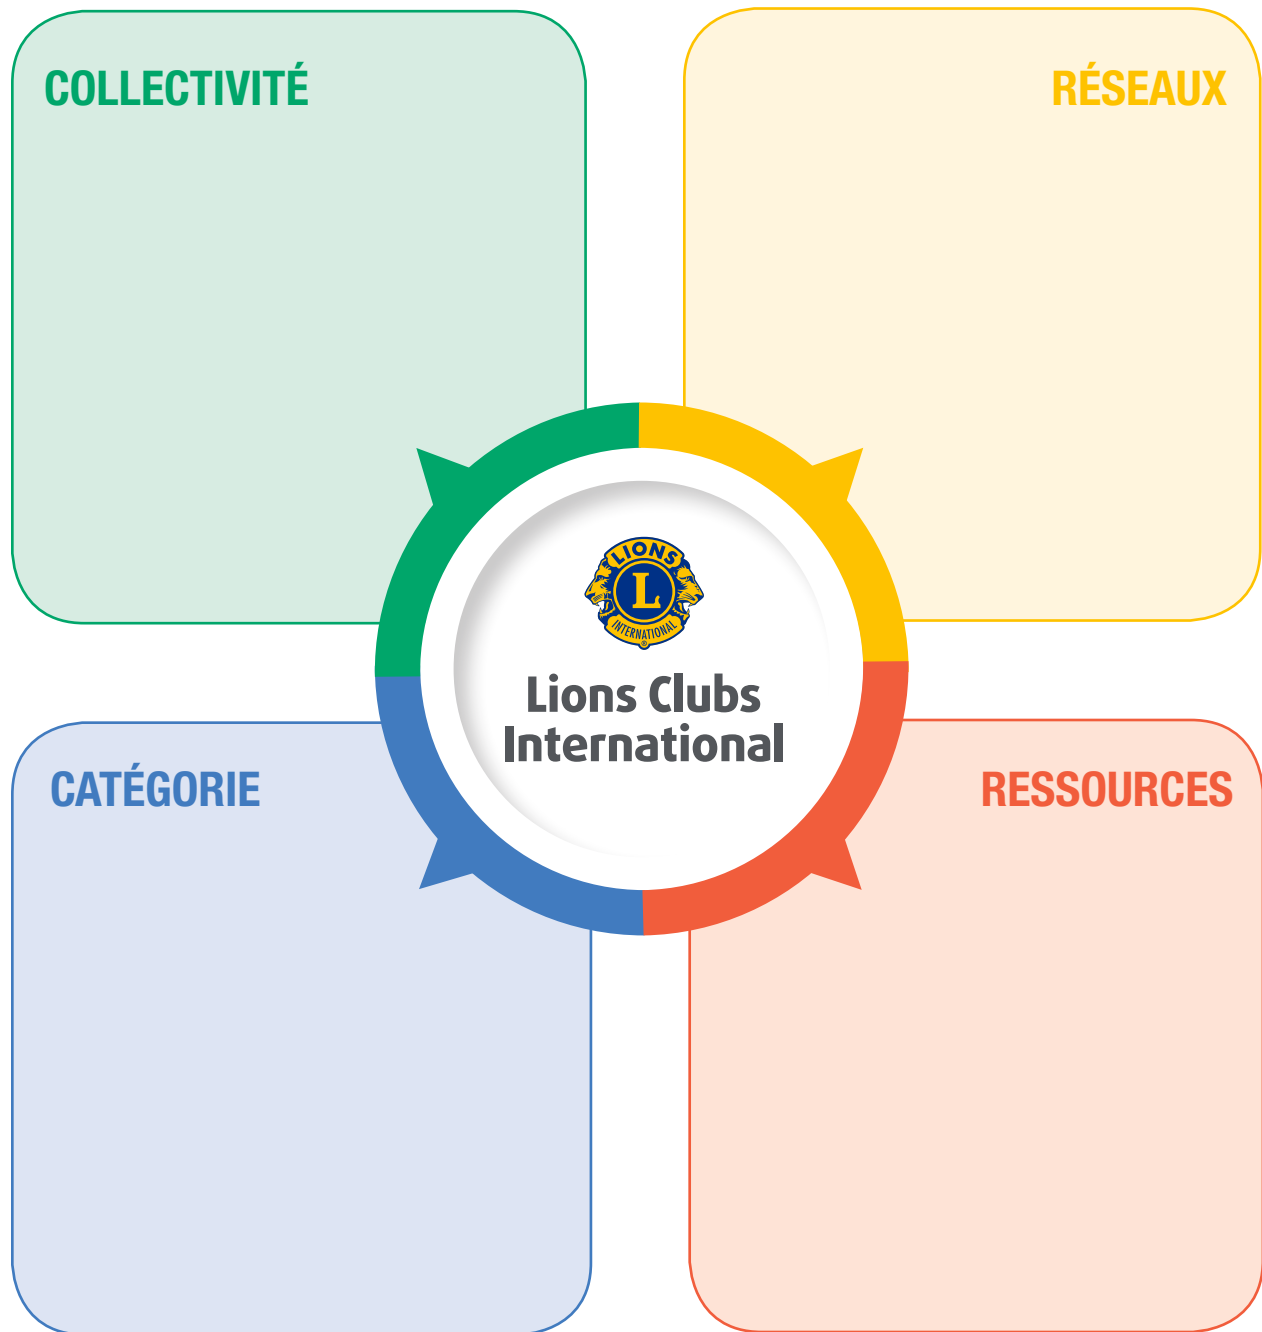 COLLECTIVITÉ
RÉSEAUX
LIONS
L
INTERNATIONAL
®
Lions Clubs
International
CATÉGORIE
RESSOURCES